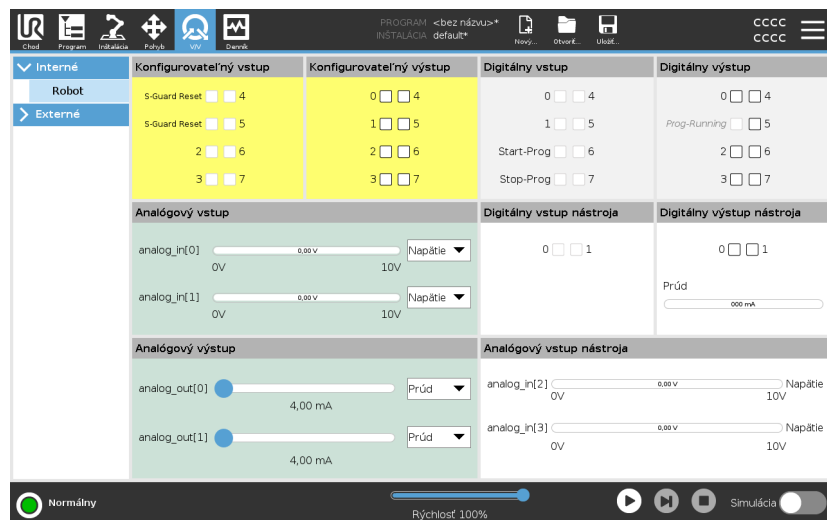 UR
Chod Program Inštalácia Pohyb V/V Denník
PROGRAM <bez názvu>*
INŠTALÁCIA default*
Nový... Otvoriť... Uložiť...
CCCC
CCCC
Interné
Robot
Externé
Konfigurovateľný vstup
S-Guard Reset 4
S-Guard Reset 5
2 6
3 7
Konfigurovateľný výstup
0 4
1 5
2 6
3 7
Digitálny vstup
0 4
1 5
Start-Prog 6
Stop-Prog 7
Digitálny výstup
0 4
Prog-Running 5
2 6
3 7
Analógový vstup
analog_in[0] 0,00 V Napätie
0V 10V
analog_in[1] 0,00 V Napätie
0V 10V
Digitálny vstup nástroja
0 1
Digitálny výstup nástroja
0 1
Prúd
000 mA
Analógový výstup
analog_out[0] Prúd
4,00 mA
analog_out[1] Prúd
4,00 mA
Analógový vstup nástroja
analog_in[2] 0,00 V Napätie
0V 10V
analog_in[3] 0,00 V Napätie
0V 10V
Normálny
Rýchlosť 100%
Simulácia